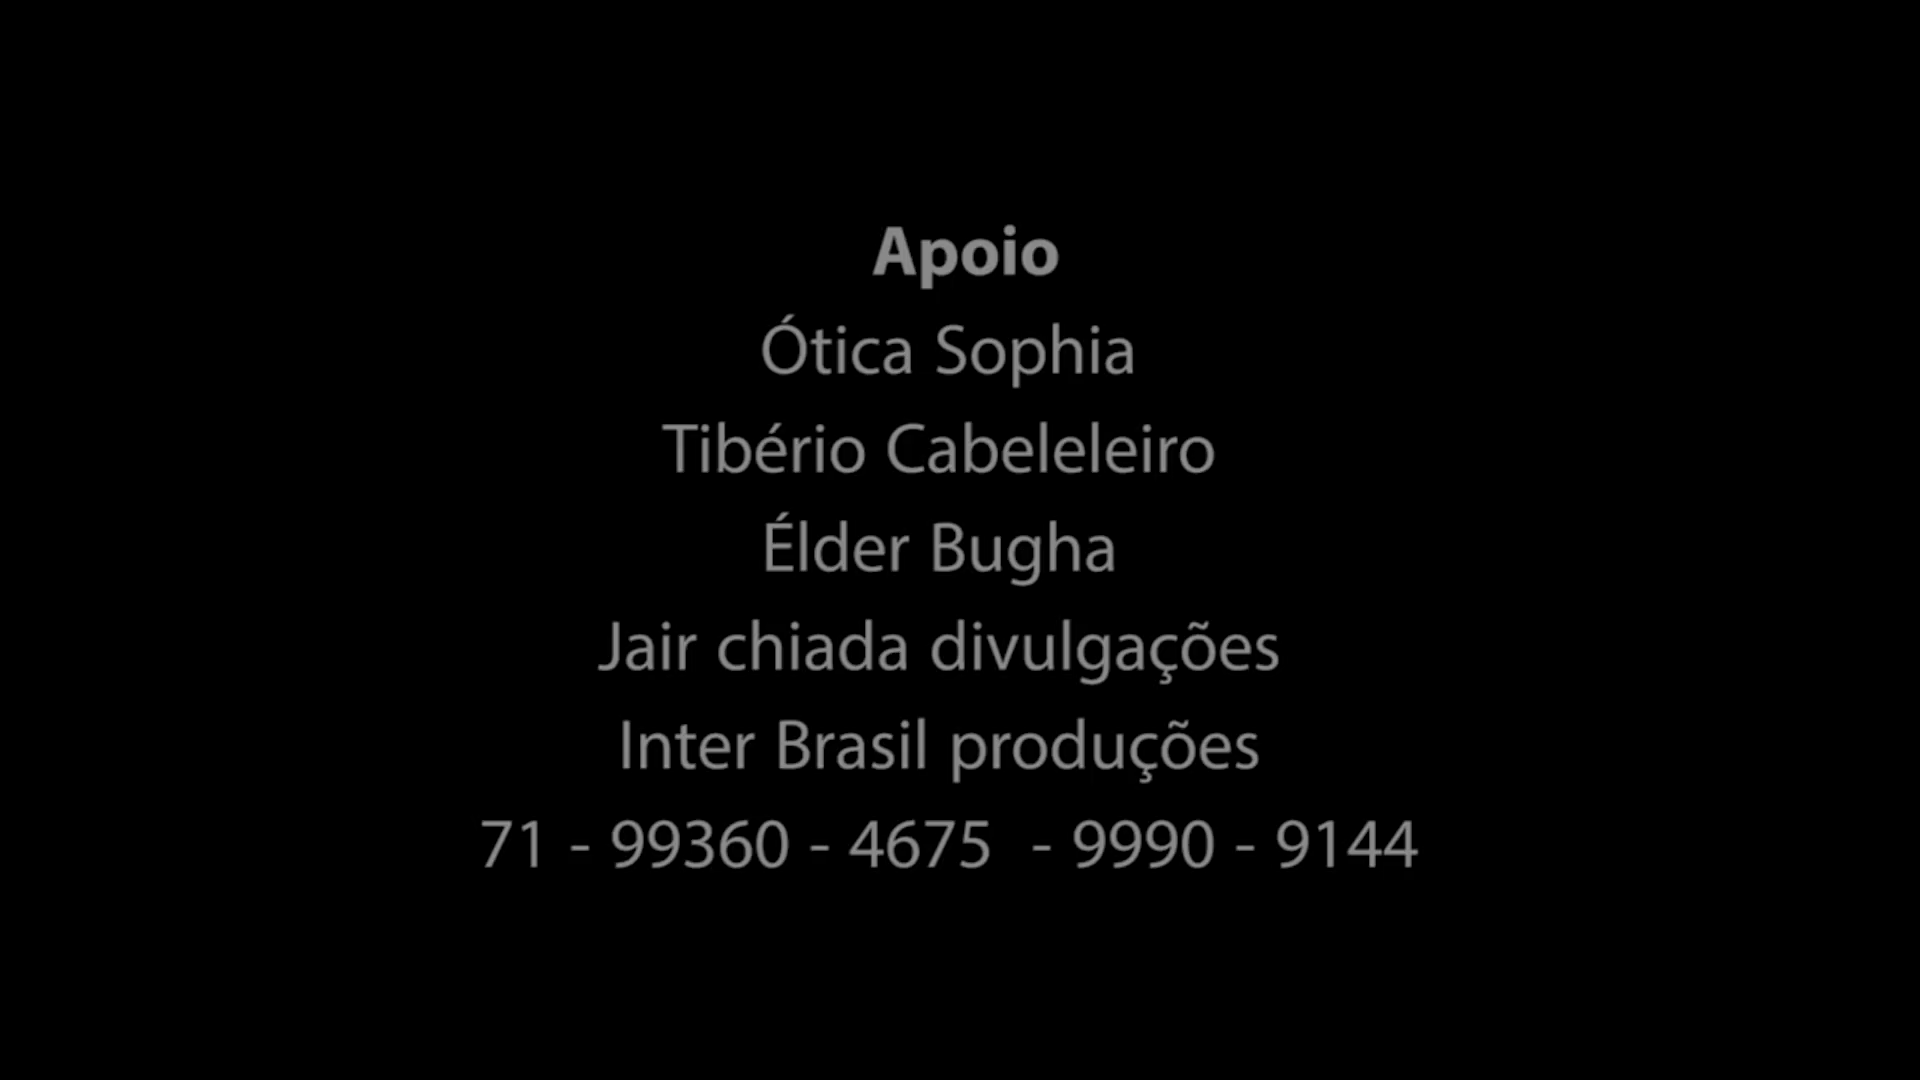 Apoio
Ótica Sophia
Tibério Cabeleleiro
Élder Bugha
Jair chiada divulgações
Inter Brasil produções
71 - 99360 - 4675  - 9990 - 9144